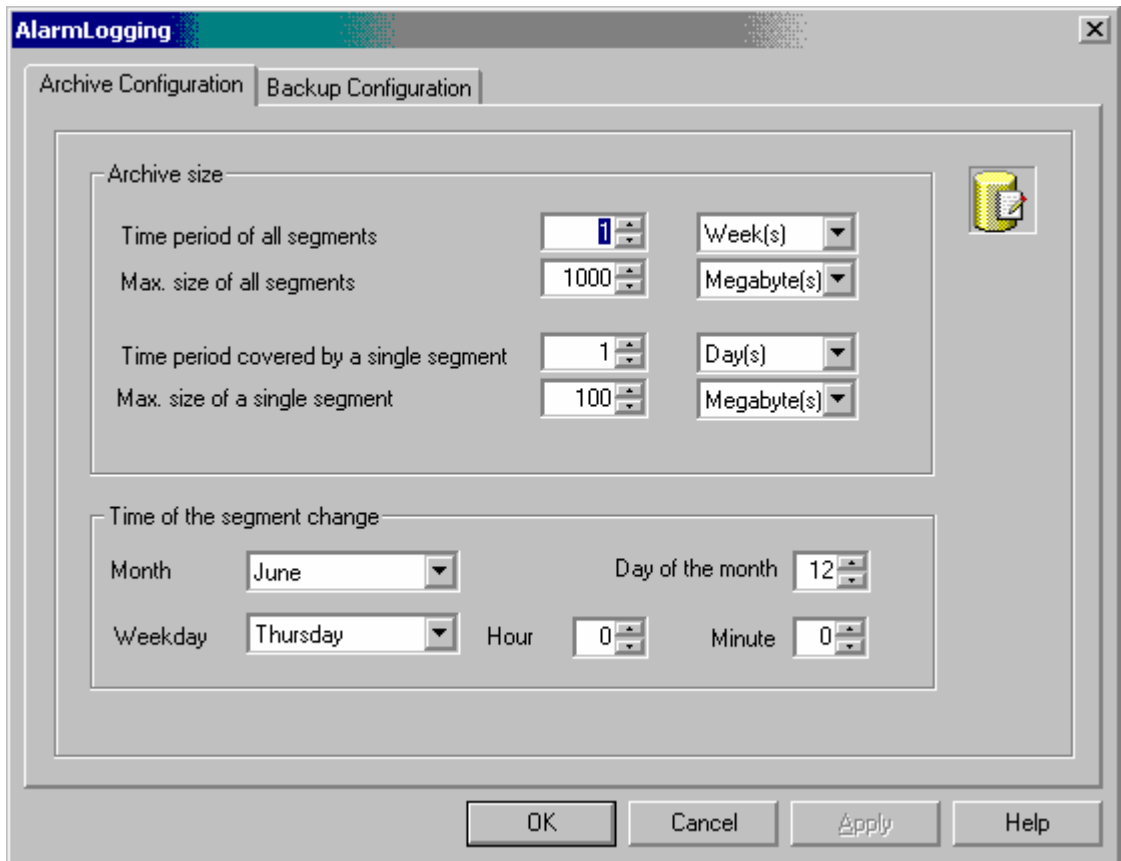 AlarmLogging
Archive Configuration Backup Configuration
Archive size
Time period of all segments 1 Week(s)
Max. size of all segments 1000 Megabyte(s)
Time period covered by a single segment 1 Day(s)
Max. size of a single segment 100 Megabyte(s)
Time of the segment change
Month June Day of the month 12
Weekday Thursday Hour 0 Minute 0
OK Cancel Apply Help